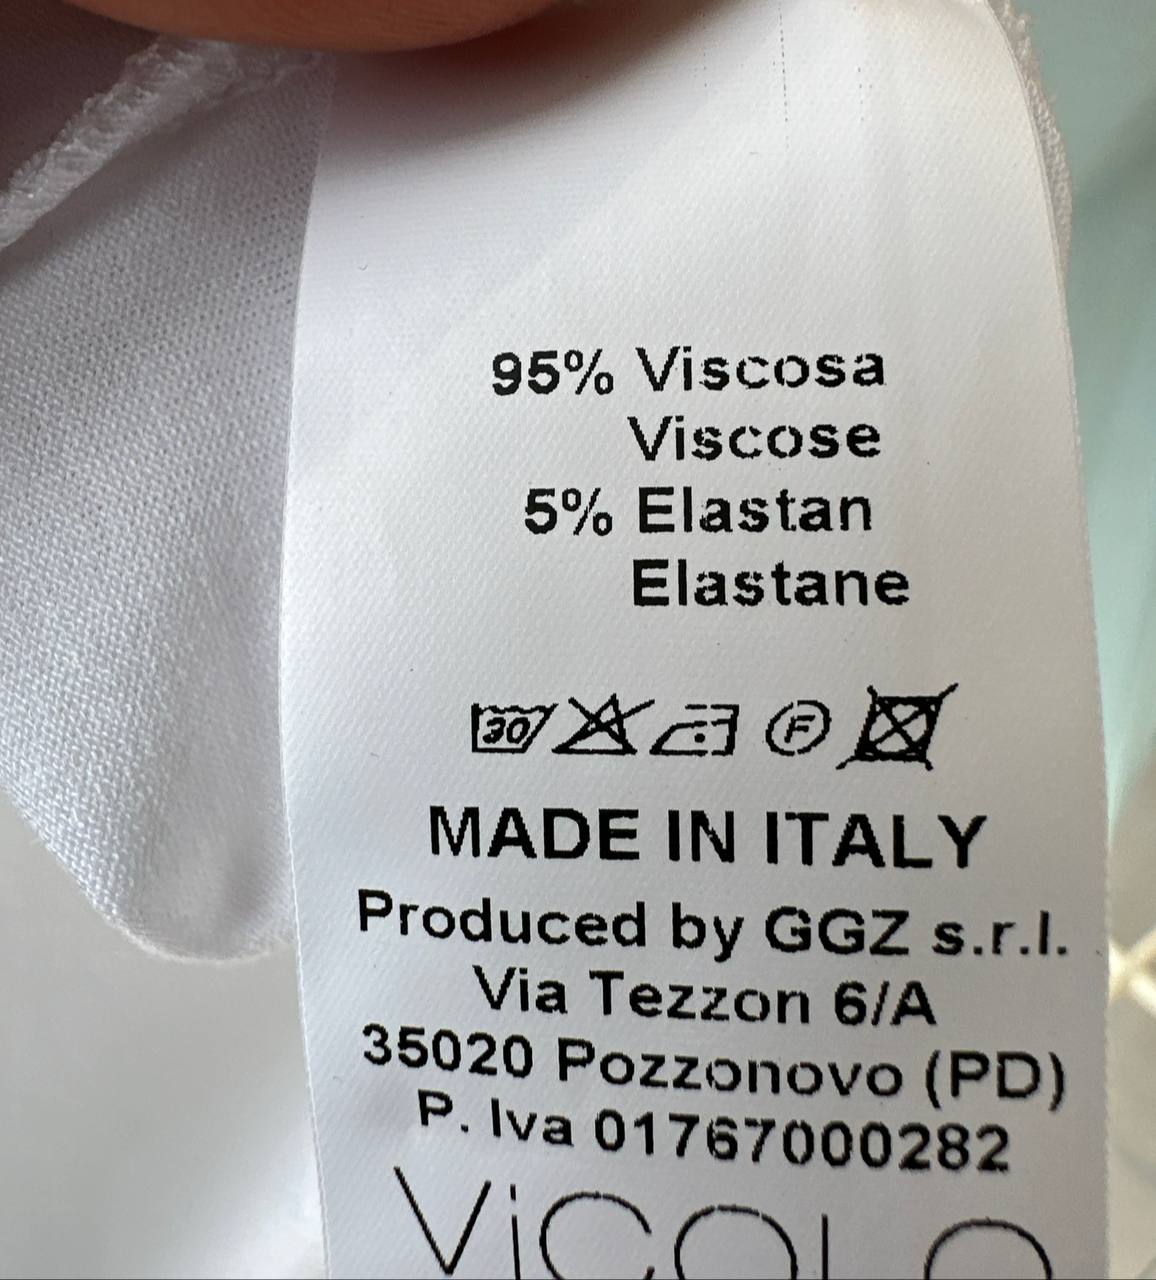 95% Viscosa
Viscose
5% Elastan
Elastane
30 F
MADE IN ITALY
Produced by GGZ s.r.l.
Via Tezzon 6/A
35020 Pozzonovo (PD)
P. Iva 01767000282
ViCOLO